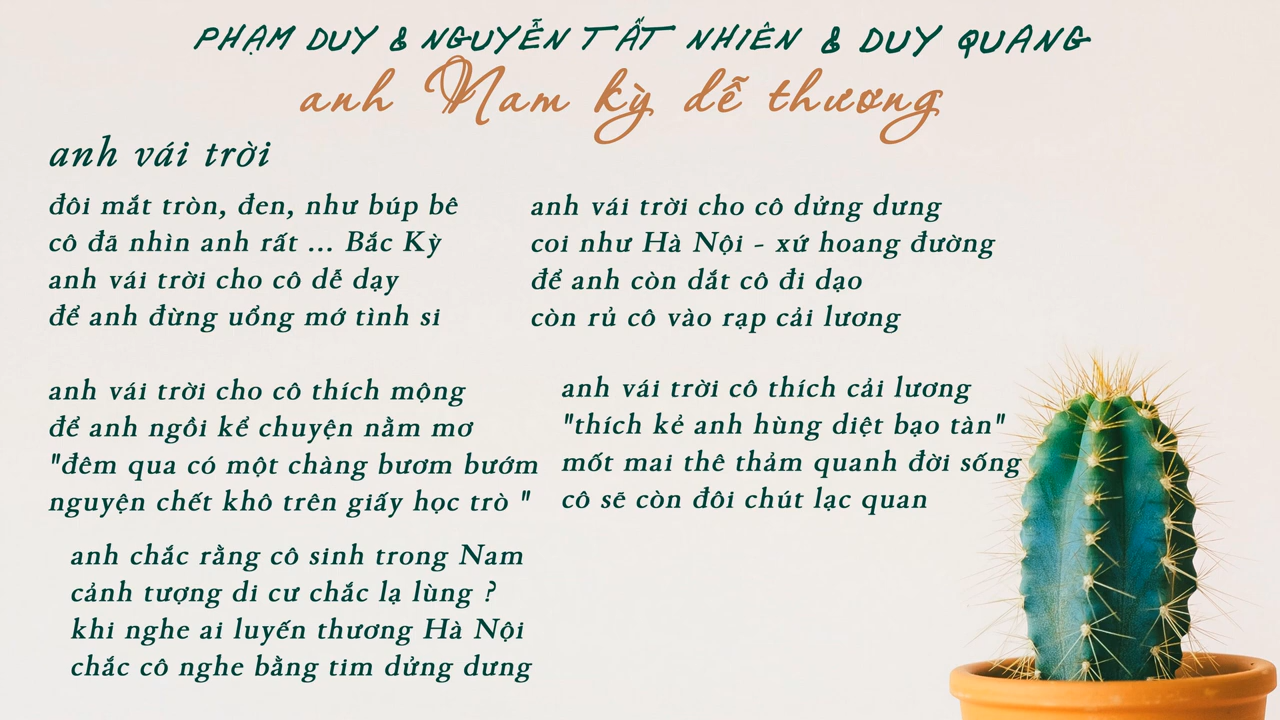 PHẠM DUY & NGUYỄN TẤT NHIÊN & DUY QUANG
anh Nam kỳ dễ thương
anh vái trời
đôi mắt tròn, đen, như búp bê
cô đã nhìn anh rất ... Bắc Kỳ
anh vái trời cho cô dễ dạy
để anh đừng uổng mớ tình si
anh vái trời cho cô thích mộng
để anh ngồi kể chuyện nằm mơ
"đêm qua có một chàng bươm bướm
nguyện chết khô trên giấy học trò "
anh chắc rằng cô sinh trong Nam
cảnh tượng di cư chắc lạ lùng ?
khi nghe ai luyến thương Hà Nội
chắc cô nghe bằng tim dửng dưng
anh vái trời cho cô dửng dưng
coi như Hà Nội - xứ hoang đường
để anh còn dắt cô đi dạo
còn rủ cô vào rạp cải lương
anh vái trời cô thích cải lương
"thích kẻ anh hùng diệt bạo tàn"
mốt mai thê thảm quanh đời sống
cô sẽ còn đôi chút lạc quan